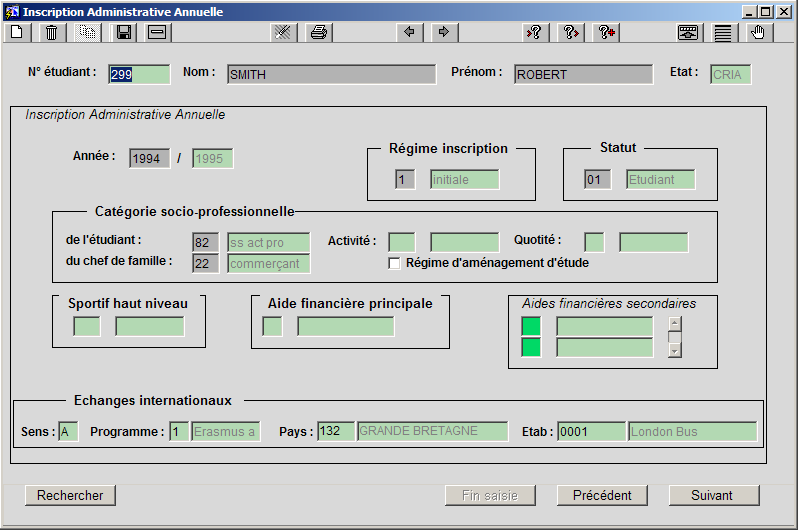 Inscription Administrative Annuelle
N° étudiant : 299 Nom : SMITH Prénom : ROBERT Etat : CRIA
Inscription Administrative Annuelle
Année : 1994 / 1995
Régime inscription
1 initiale
Statut
01 Etudiant
Catégorie socio-professionnelle
de l'étudiant : 82 ss act pro Activité : Quotité :
du chef de famille : 22 commerçant Régime d'aménagement d'étude
Sportif haut niveau
Aide financière principale
Aides financières secondaires
Echanges internationaux
Sens : A Programme : 1 Erasmus a Pays : 132 GRANDE BRETAGNE Etab : 0001 London Bus
Rechercher Fin saisie Précédent Suivant